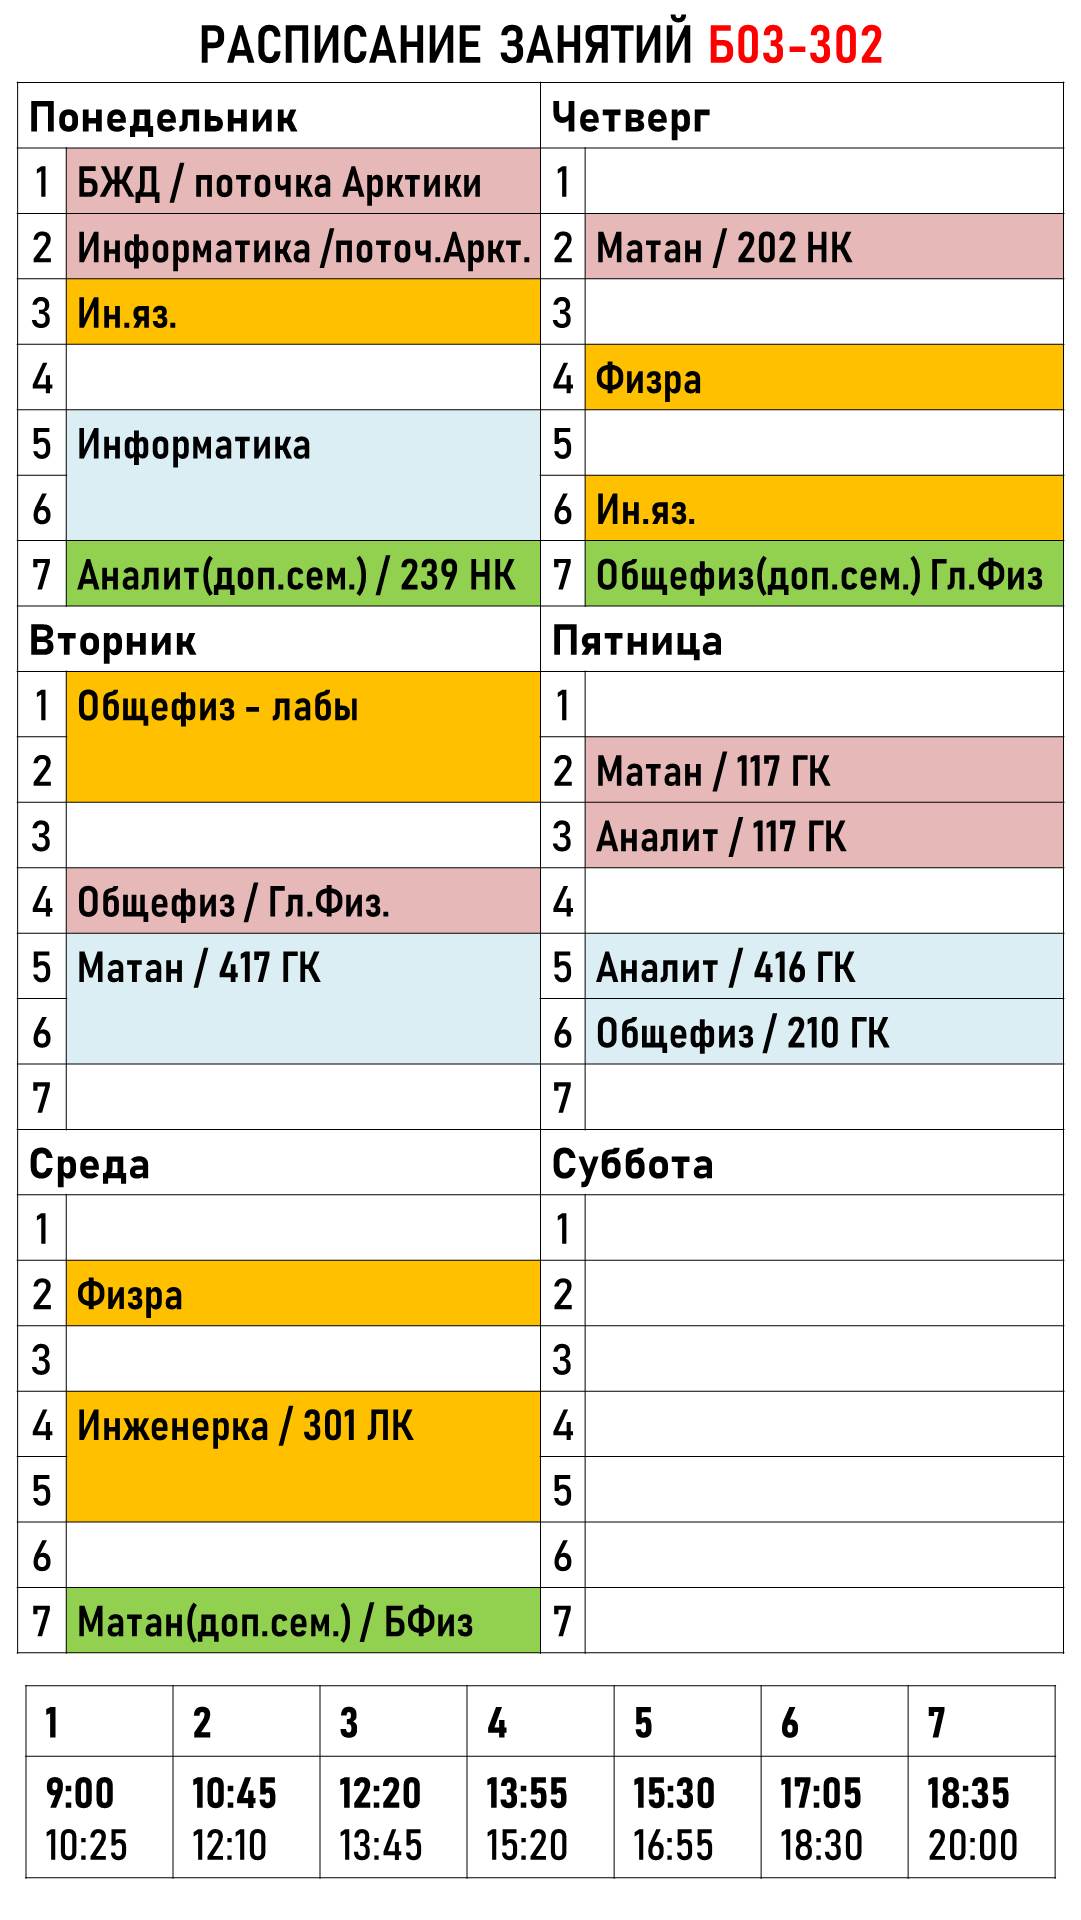 РАСПИСАНИЕ ЗАНЯТИЙ Б03-302
Понедельник
1 БЖД / поточка Арктики
2 Информатика /поточ.Аркт.
3 Ин.яз.
4
5 Информатика
6
7 Аналит(доп.сем.) / 239 НК
Вторник
1 Общефиз - лабы
2
3
4 Общефиз / Гл.Физ.
5 Матан / 417 ГК
6
7
Среда
1
2 Физра
3
4 Инженерка / 301 ЛК
5
6
7 Матан(доп.сем.) / БФиз
Четверг
1
2 Матан / 202 НК
3
4 Физра
5
6 Ин.яз.
7 Общефиз(доп.сем.) Гл.Физ
Пятница
1
2 Матан / 117 ГК
3 Аналит / 117 ГК
4
5 Аналит / 416 ГК
6 Общефиз / 210 ГК
7
Суббота
1
2
3
4
5
6
7
1 2 3 4 5 6 7
9:00 10:45 12:20 13:55 15:30 17:05 18:35
10:25 12:10 13:45 15:20 16:55 18:30 20:00